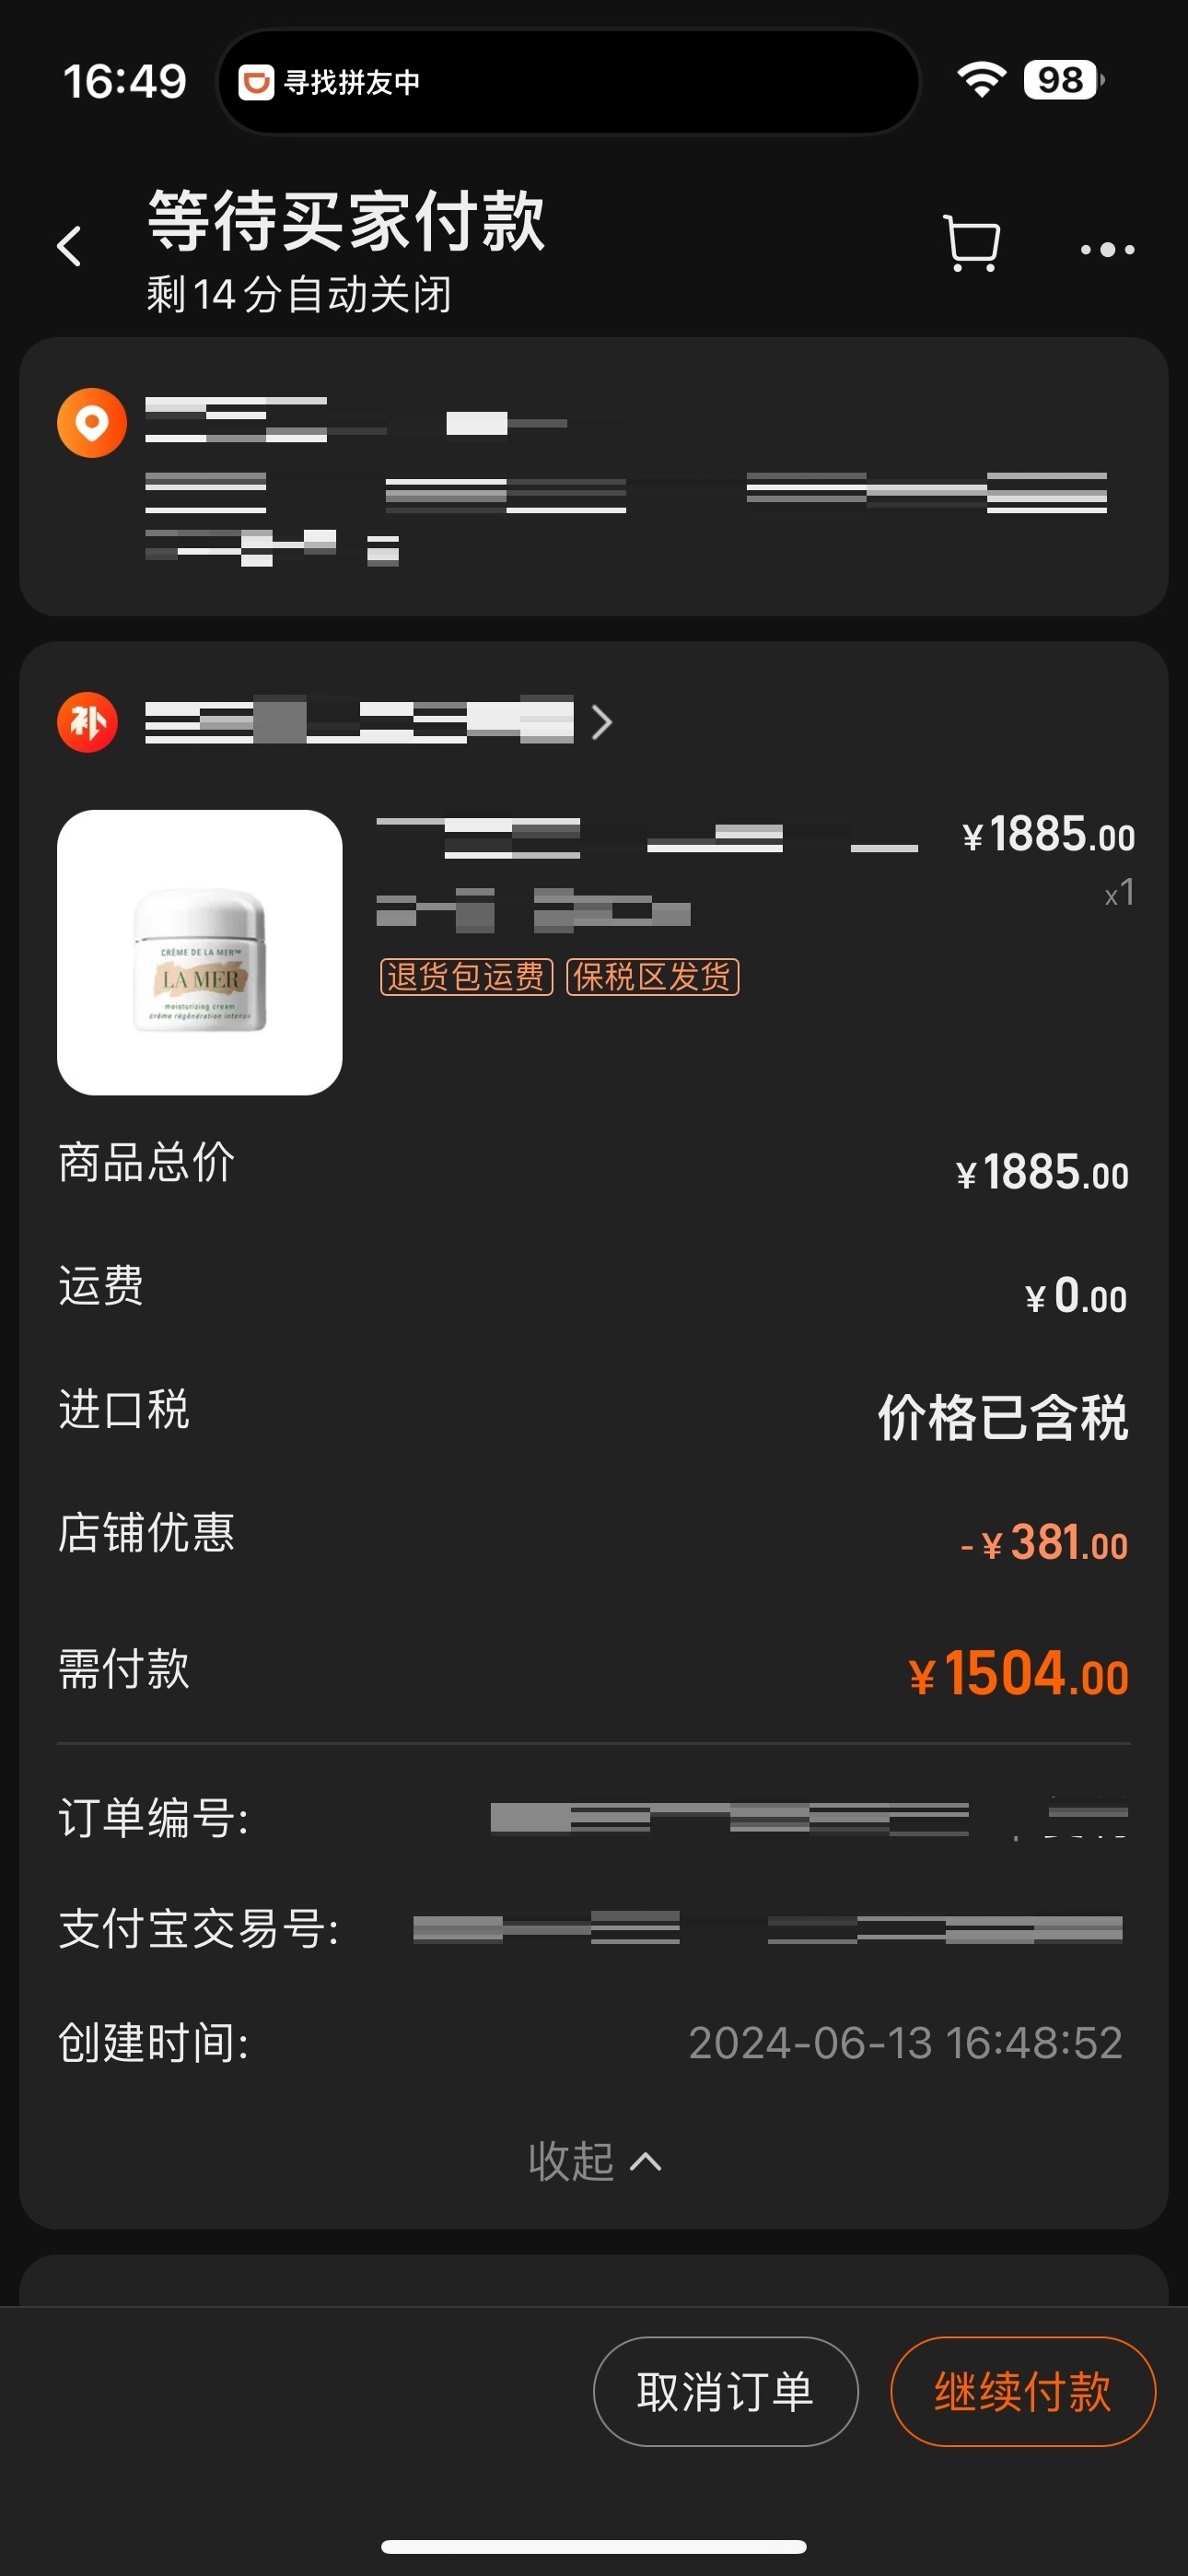 16:49
寻找拼友中
98
等待买家付款
剩14分自动关闭
补
¥1885.00
x1
CRÈME DE LA MER™
LA MER
moisturizing cream
crème régénération intense
退货包运费 保税区发货
商品总价 ¥1885.00
运费 ¥0.00
进口税 价格已含税
店铺优惠 -¥381.00
需付款 ¥1504.00
订单编号:
支付宝交易号:
创建时间: 2024-06-13 16:48:52
收起
取消订单 继续付款